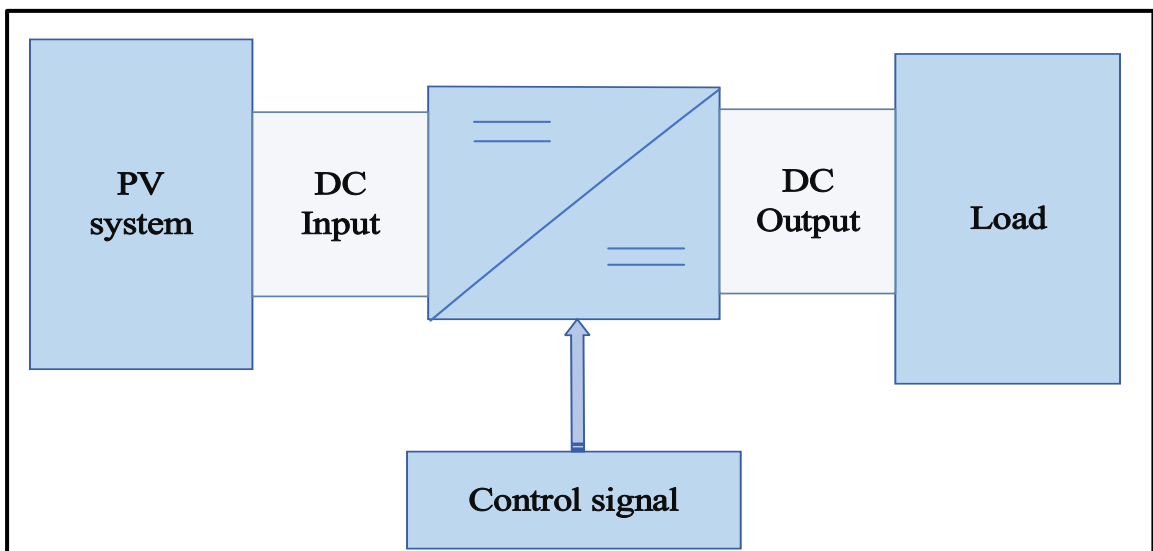 PV
system
DC
Input
DC
Output
Load
Control signal